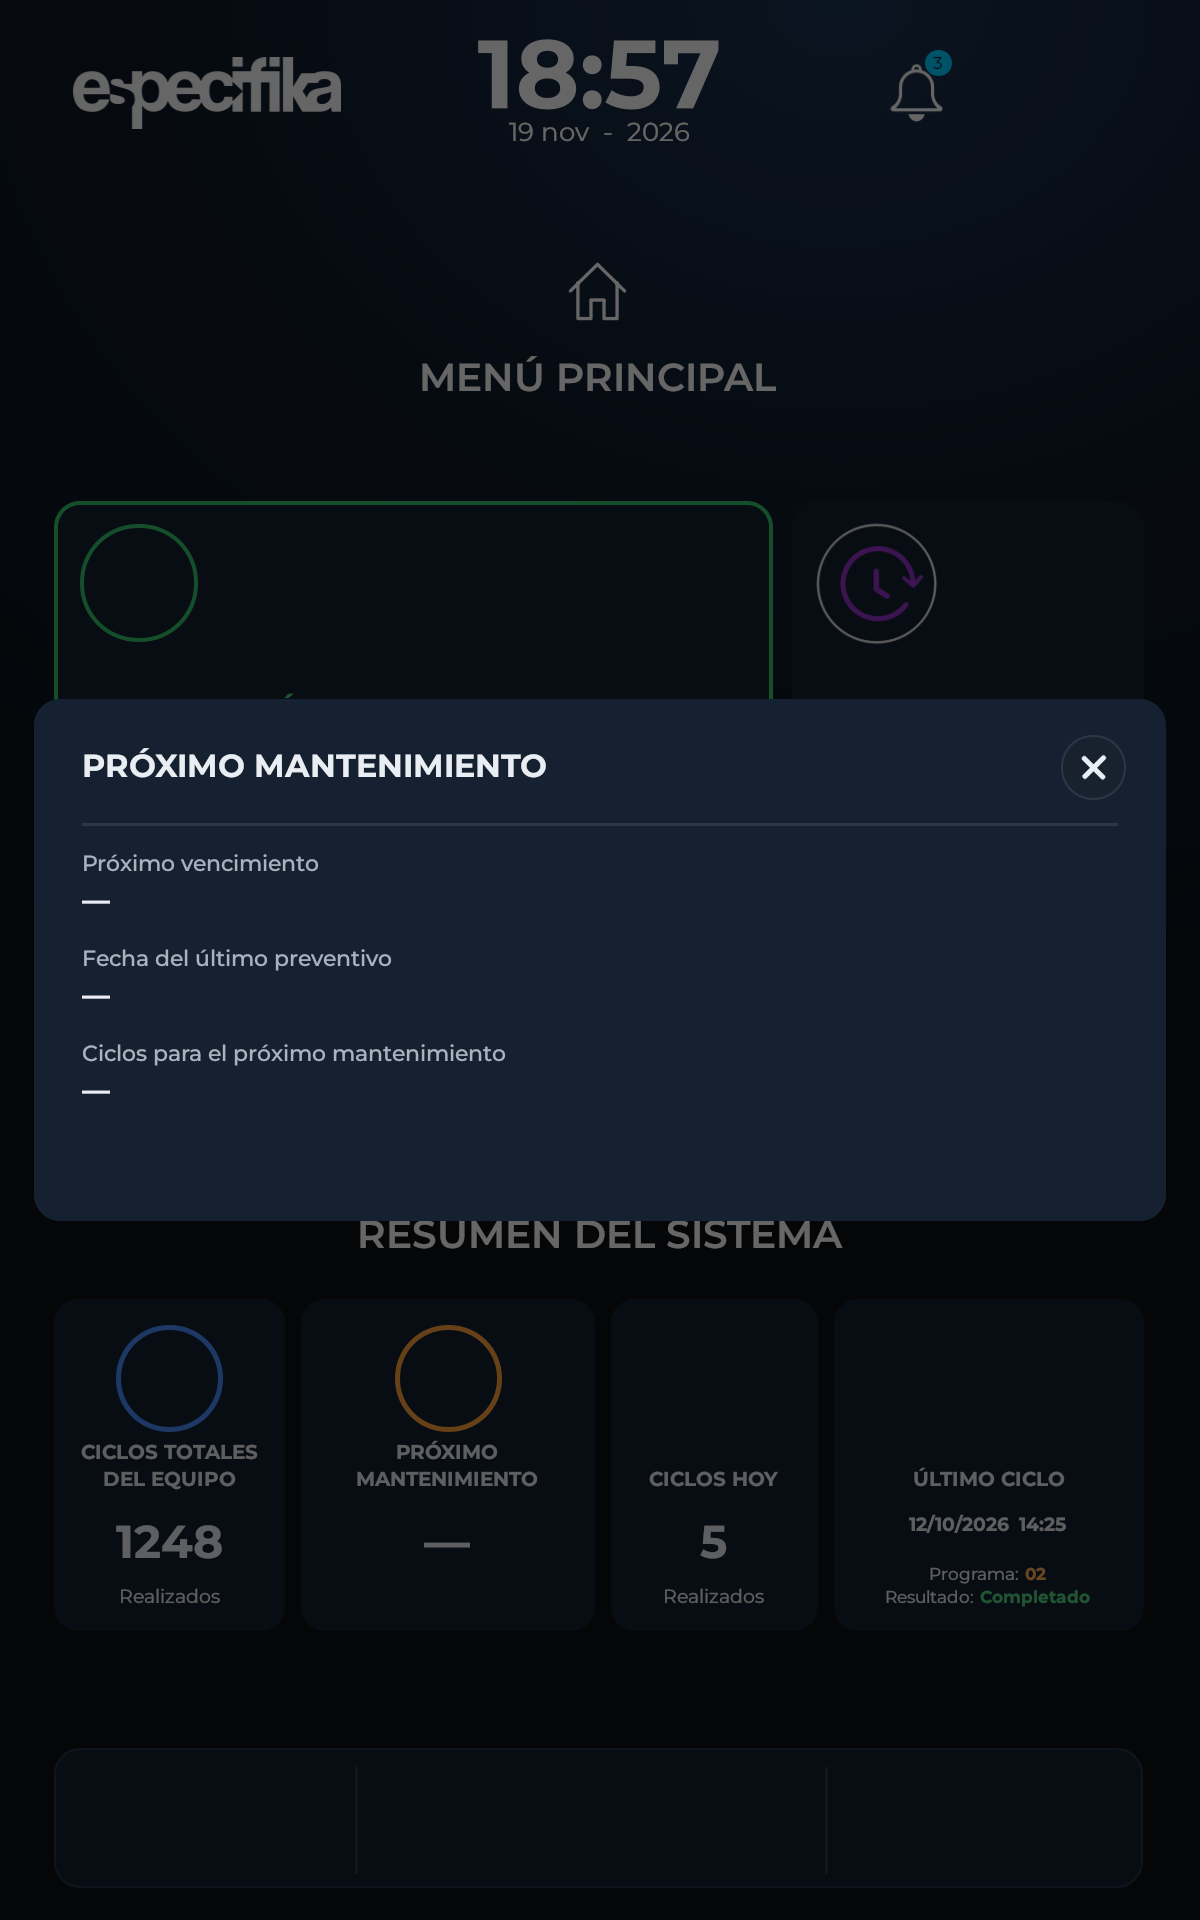 especifika
18:57
3
19 nov - 2026
MENÚ PRINCIPAL
PRÓXIMO MANTENIMIENTO
Próximo vencimiento
—
Fecha del último preventivo
—
Ciclos para el próximo mantenimiento
—
RESUMEN DEL SISTEMA
CICLOS TOTALES
DEL EQUIPO
1248
Realizados
PRÓXIMO
MANTENIMIENTO
—
CICLOS HOY
5
Realizados
ÚLTIMO CICLO
12/10/2026 14:25
Programa: 02
Resultado: Completado